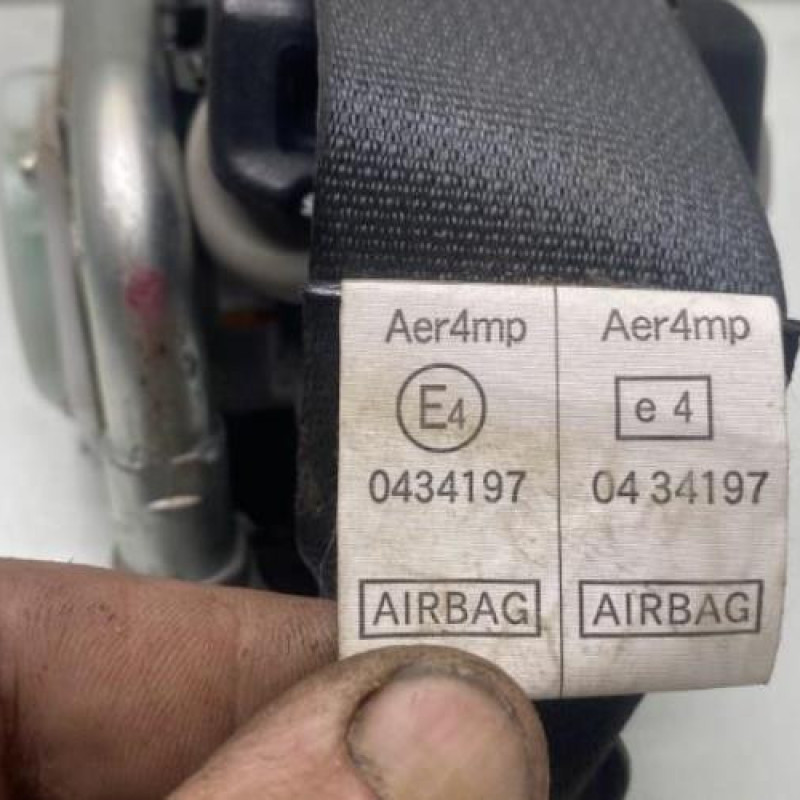 Aer4mp Aer4mp
E4 e 4
0434197 04 34197
AIRBAG AIRBAG